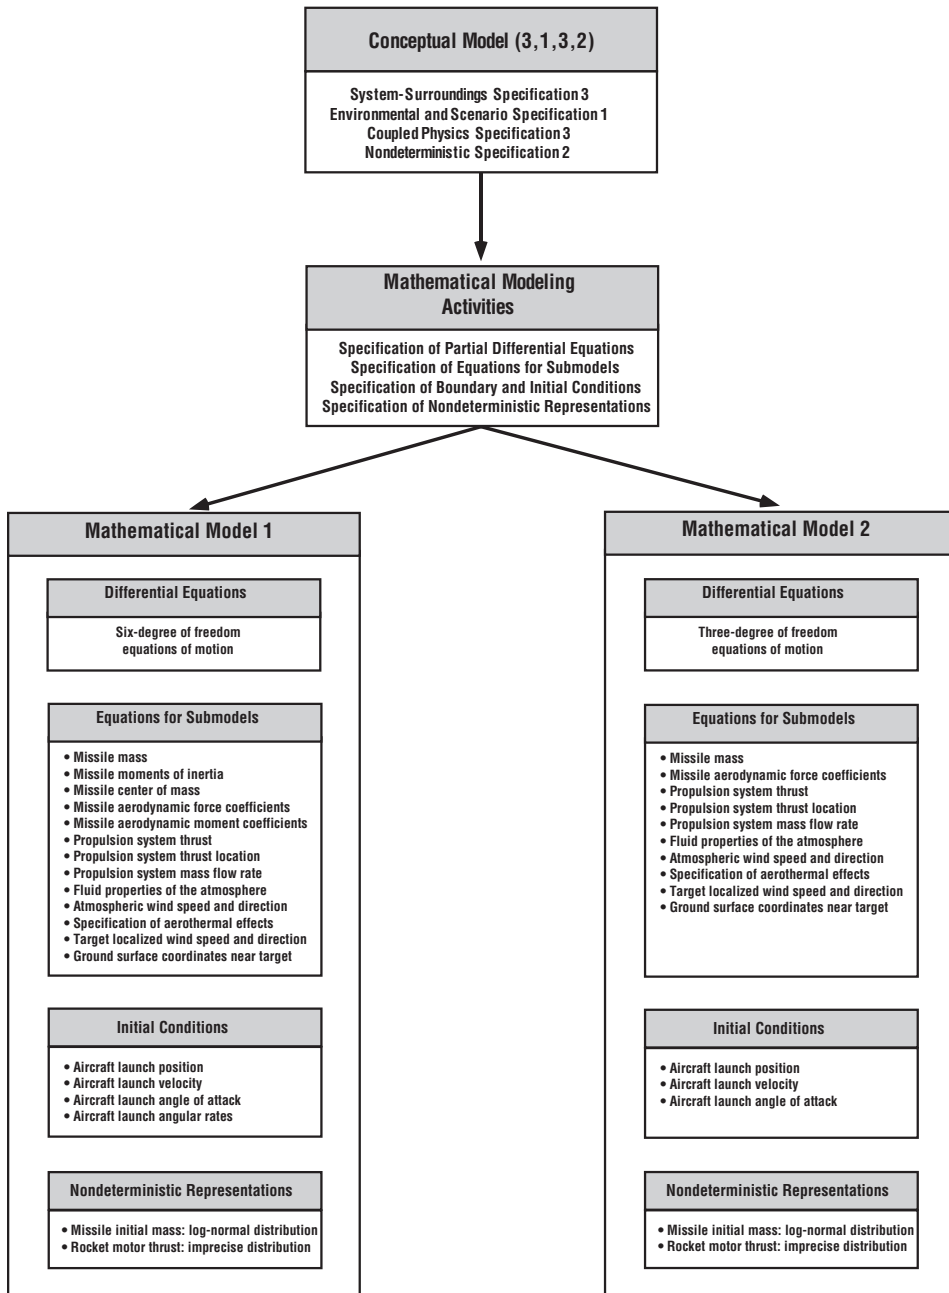 Conceptual Model (3,1,3,2)
System-Surroundings Specification 3
Environmental and Scenario Specification 1
Coupled Physics Specification 3
Nondeterministic Specification 2
Mathematical Modeling
Activities
Specification of Partial Differential Equations
Specification of Equations for Submodels
Specification of Boundary and Initial Conditions
Specification of Nondeterministic Representations
Mathematical Model 1
Differential Equations
Six-degree of freedom
equations of motion
Equations for Submodels
• Missile mass
• Missile moments of inertia
• Missile center of mass
• Missile aerodynamic force coefficients
• Missile aerodynamic moment coefficients
• Propulsion system thrust
• Propulsion system thrust location
• Propulsion system mass flow rate
• Fluid properties of the atmosphere
• Atmospheric wind speed and direction
• Specification of aerothermal effects
• Target localized wind speed and direction
• Ground surface coordinates near target
Initial Conditions
• Aircraft launch position
• Aircraft launch velocity
• Aircraft launch angle of attack
• Aircraft launch angular rates
Nondeterministic Representations
• Missile initial mass: log-normal distribution
• Rocket motor thrust: imprecise distribution
Mathematical Model 2
Differential Equations
Three-degree of freedom
equations of motion
Equations for Submodels
• Missile mass
• Missile aerodynamic force coefficients
• Propulsion system thrust
• Propulsion system thrust location
• Propulsion system mass flow rate
• Fluid properties of the atmosphere
• Atmospheric wind speed and direction
• Specification of aerothermal effects
• Target localized wind speed and direction
• Ground surface coordinates near target
Initial Conditions
• Aircraft launch position
• Aircraft launch velocity
• Aircraft launch angle of attack
Nondeterministic Representations
• Missile initial mass: log-normal distribution
• Rocket motor thrust: imprecise distribution